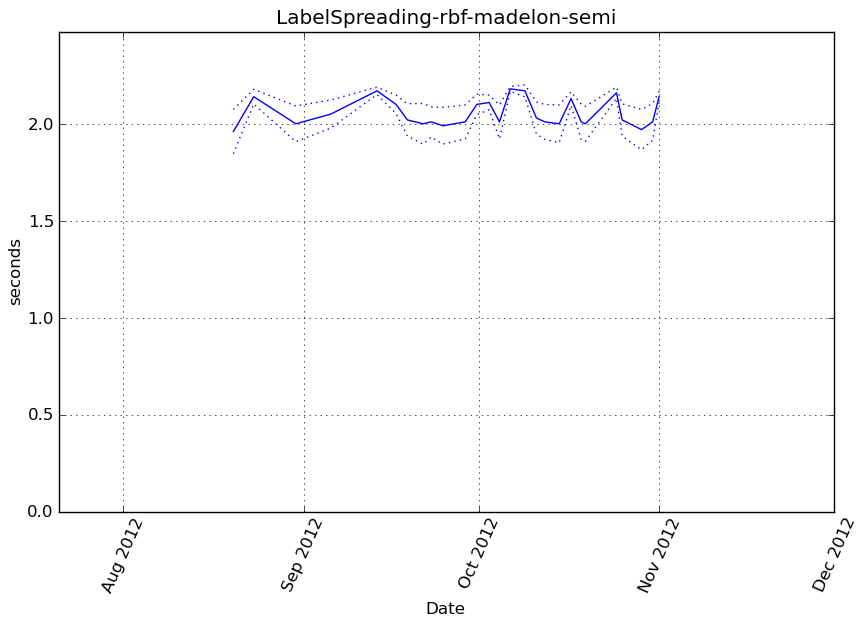 LabelSpreading-rbf-madelon-semi
2.0
1.5
1.0
0.5
0.0
seconds
Aug 2012
Sep 2012
Oct 2012
Nov 2012
Dec 2012
Date